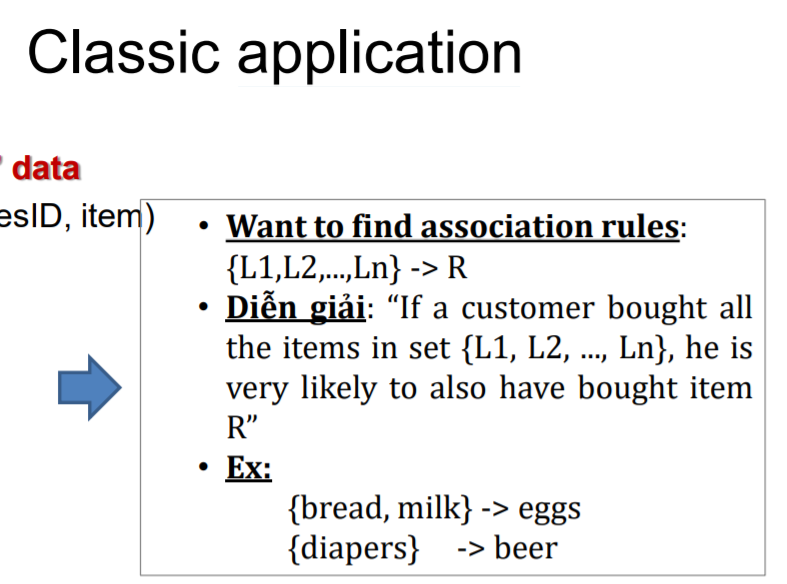 Classic application
” data
esID, item)
• Want to find association rules:
{L1,L2,...,Ln} -> R
• Diễn giải: “If a customer bought all
the items in set {L1, L2, ..., Ln}, he is
very likely to also have bought item
R”
• Ex:
{bread, milk} -> eggs
{diapers} -> beer